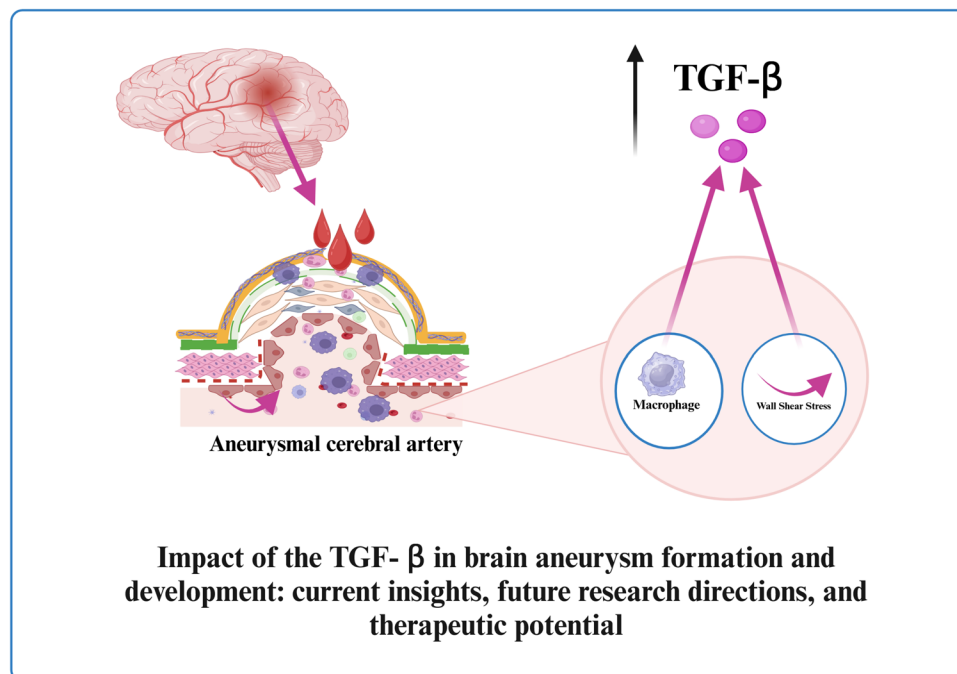 TGF-β
Macrophage
Wall Shear Stress
Aneurysmal cerebral artery
Impact of the TGF- β in brain aneurysm formation and
development: current insights, future research directions, and
therapeutic potential